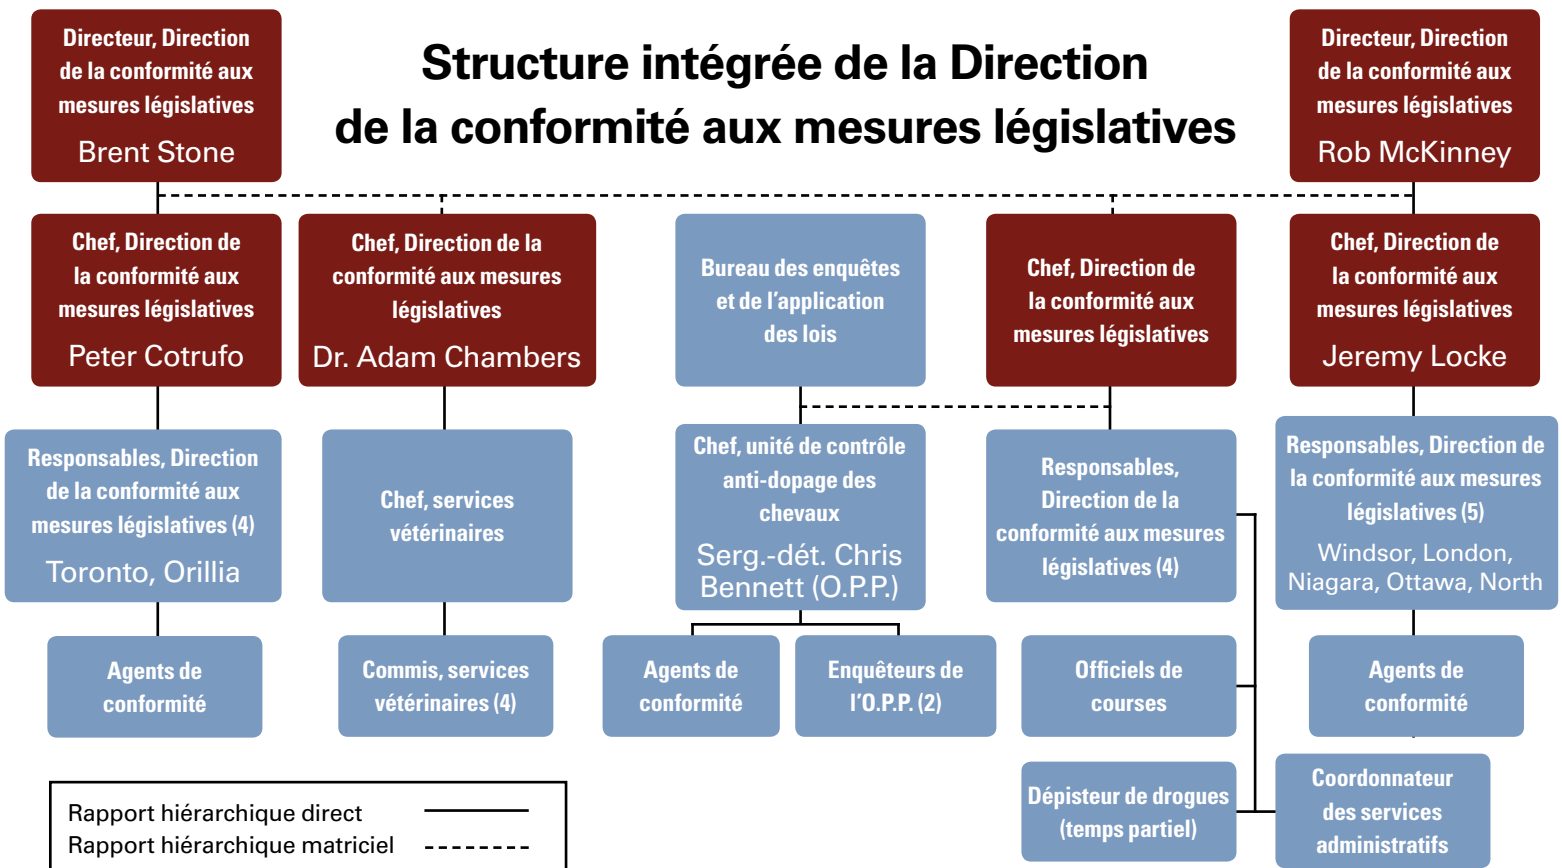 Structure intégrée de la Direction
de la conformité aux mesures législatives
Directeur, Direction
de la conformité aux
mesures législatives
Brent Stone
Directeur, Direction
de la conformité aux
mesures législatives
Rob McKinney
Chef, Direction de
la conformité aux
mesures législatives
Peter Cotrufo
Chef, Direction de la
conformité aux mesures
législatives
Dr. Adam Chambers
Bureau des enquêtes
et de l'application
des lois
Chef, Direction de
la conformité aux
mesures législatives
Chef, Direction de
la conformité aux
mesures législatives
Jeremy Locke
Responsables, Direction
de la conformité aux
mesures législatives (4)
Toronto, Orillia
Chef, services
vétérinaires
Chef, unité de contrôle
anti-dopage des
chevaux
Serg.-dét. Chris
Bennett (O.P.P.)
Responsables,
Direction de la
conformité aux mesures
législatives (4)
Responsables, Direction de
la conformité aux mesures
législatives (5)
Windsor, London,
Niagara, Ottawa, North
Agents de
conformité
Commis, services
vétérinaires (4)
Agents de
conformité
Enquêteurs de
l'O.P.P. (2)
Officiels de
courses
Agents de
conformité
Dépisteur de drogues
(temps partiel)
Coordonnateur
des services
administratifs
Rapport hiérarchique direct
Rapport hiérarchique matriciel